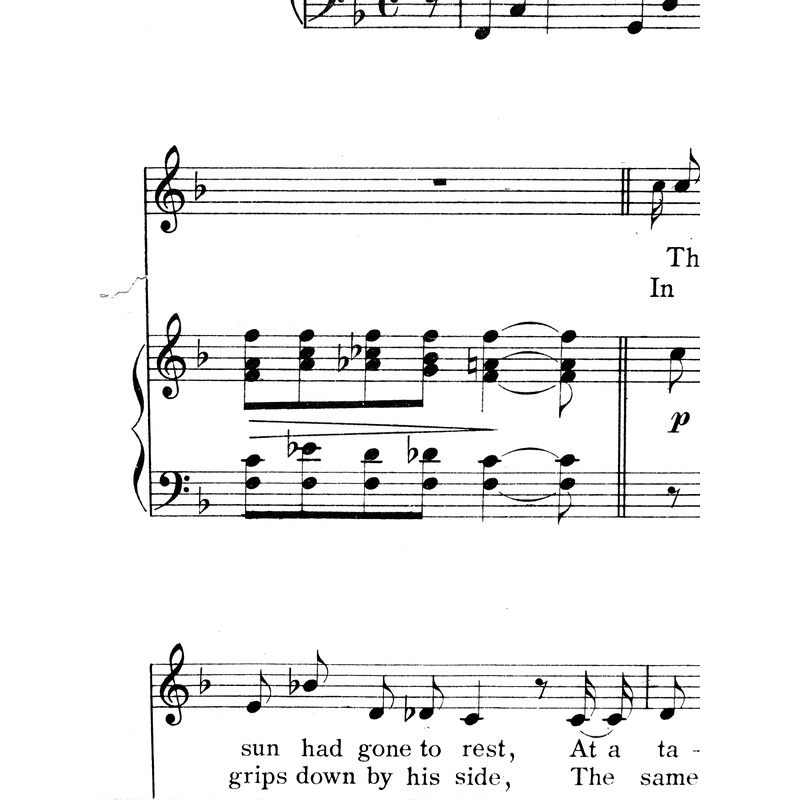 Th
In
p
sun had gone to rest, At a ta -
grips down by his side, The same